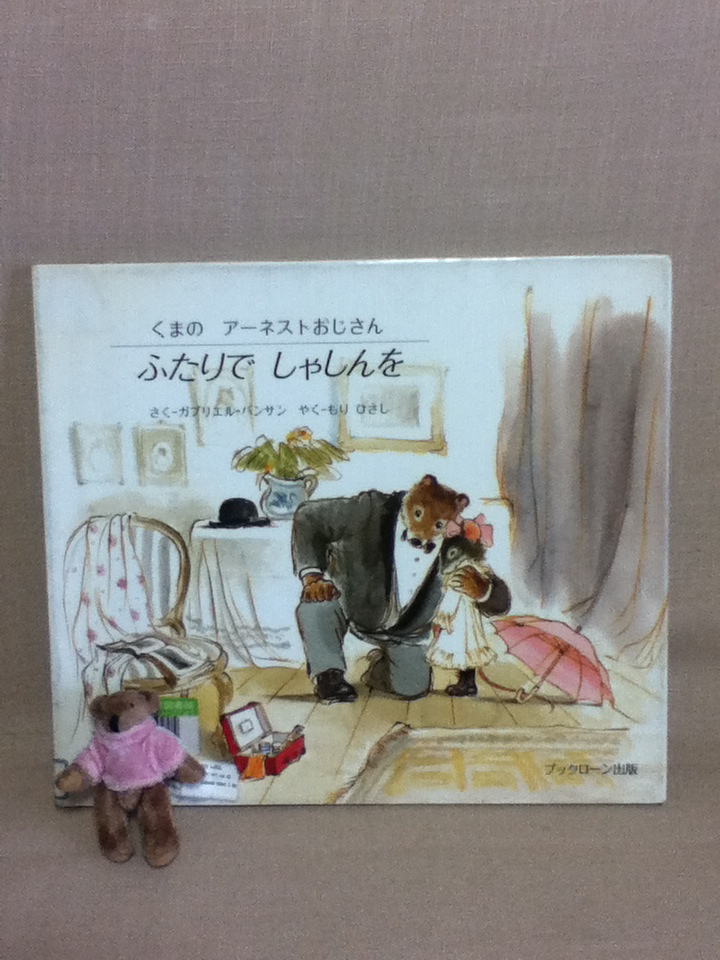 くまの アーネストおじさん
ふたりで しゃしんを
さく-ガブリエル・バンサン やく-もり ひさし
ブックローン出版